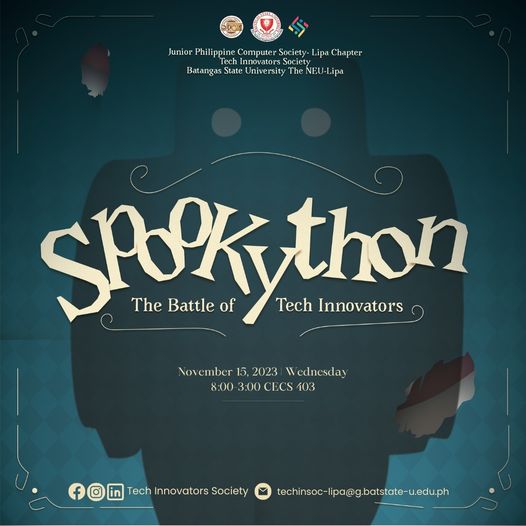 Junior Philippine Computer Society- Lipa Chapter
Tech Innovators Society
Batangas State University The NEU-Lipa
Spookython
The Battle of Tech Innovators
November 15, 2023 | Wednesday
8:00-3:00 CECS 403
Tech Innovators Society techinsoc-lipa@g.batstate-u.edu.ph